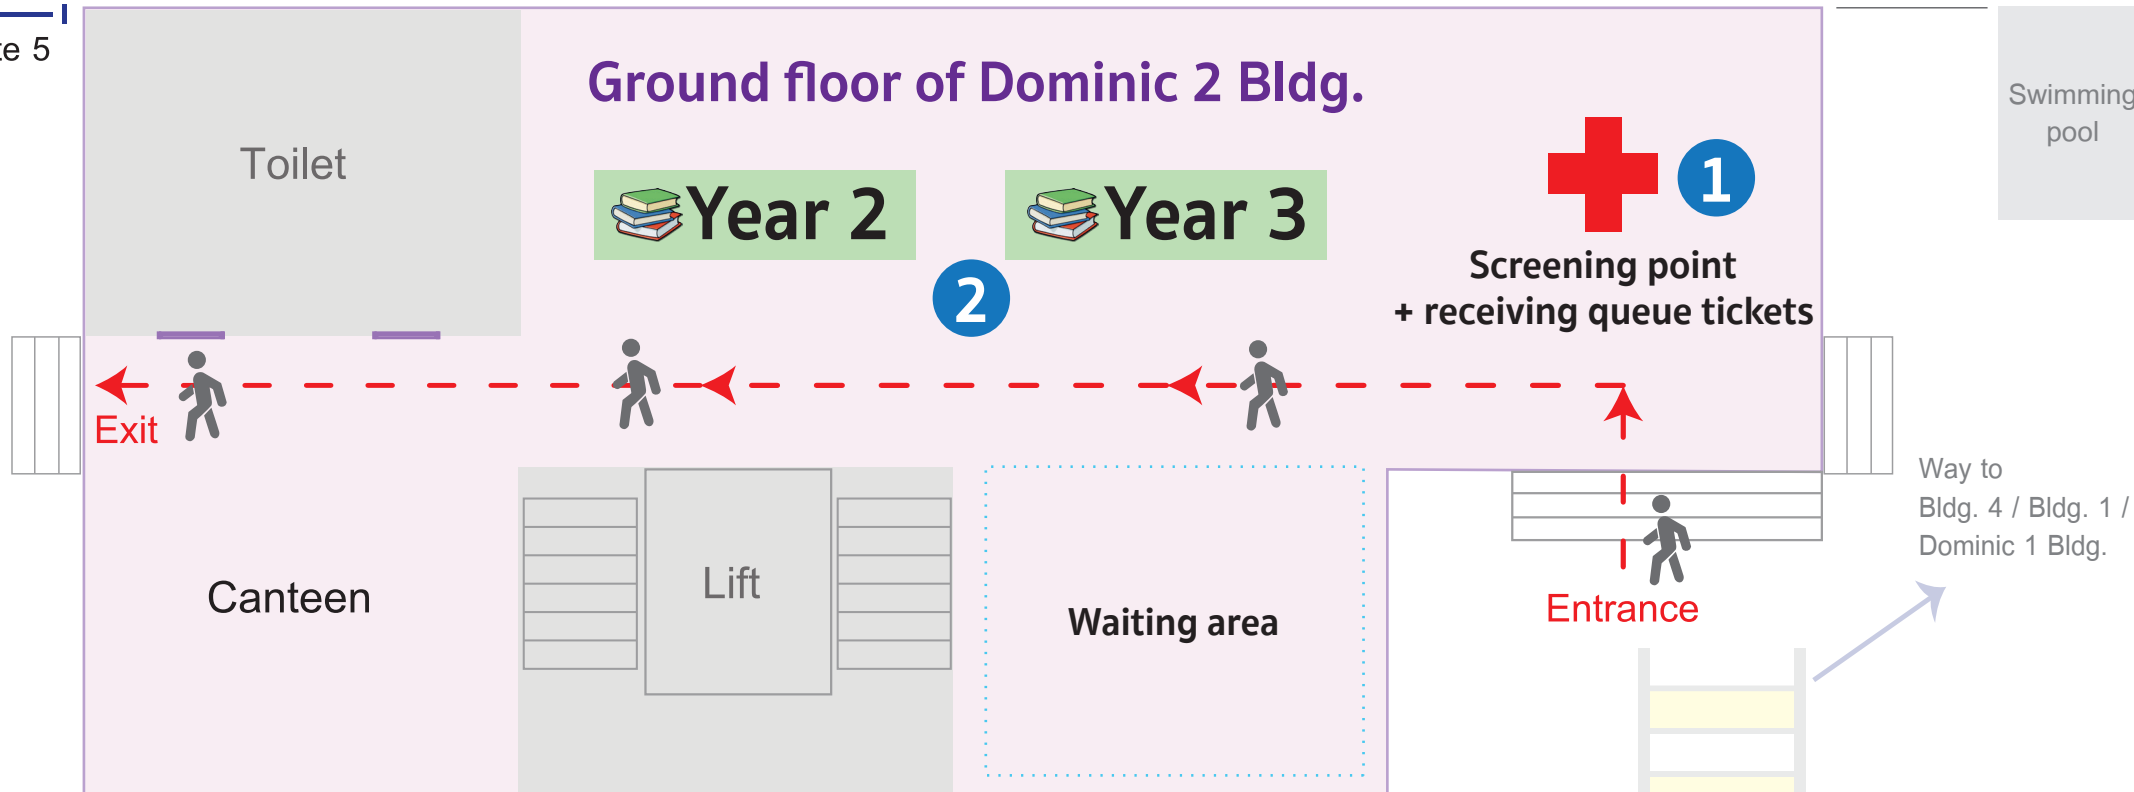 te 5
Ground floor of Dominic 2 Bldg.
Swimming
pool
Toilet
Year 2
Year 3
1
Screening point
+ receiving queue tickets
2
Exit
Way to
Bldg. 4 / Bldg. 1 /
Dominic 1 Bldg.
Canteen
Lift
Waiting area
Entrance